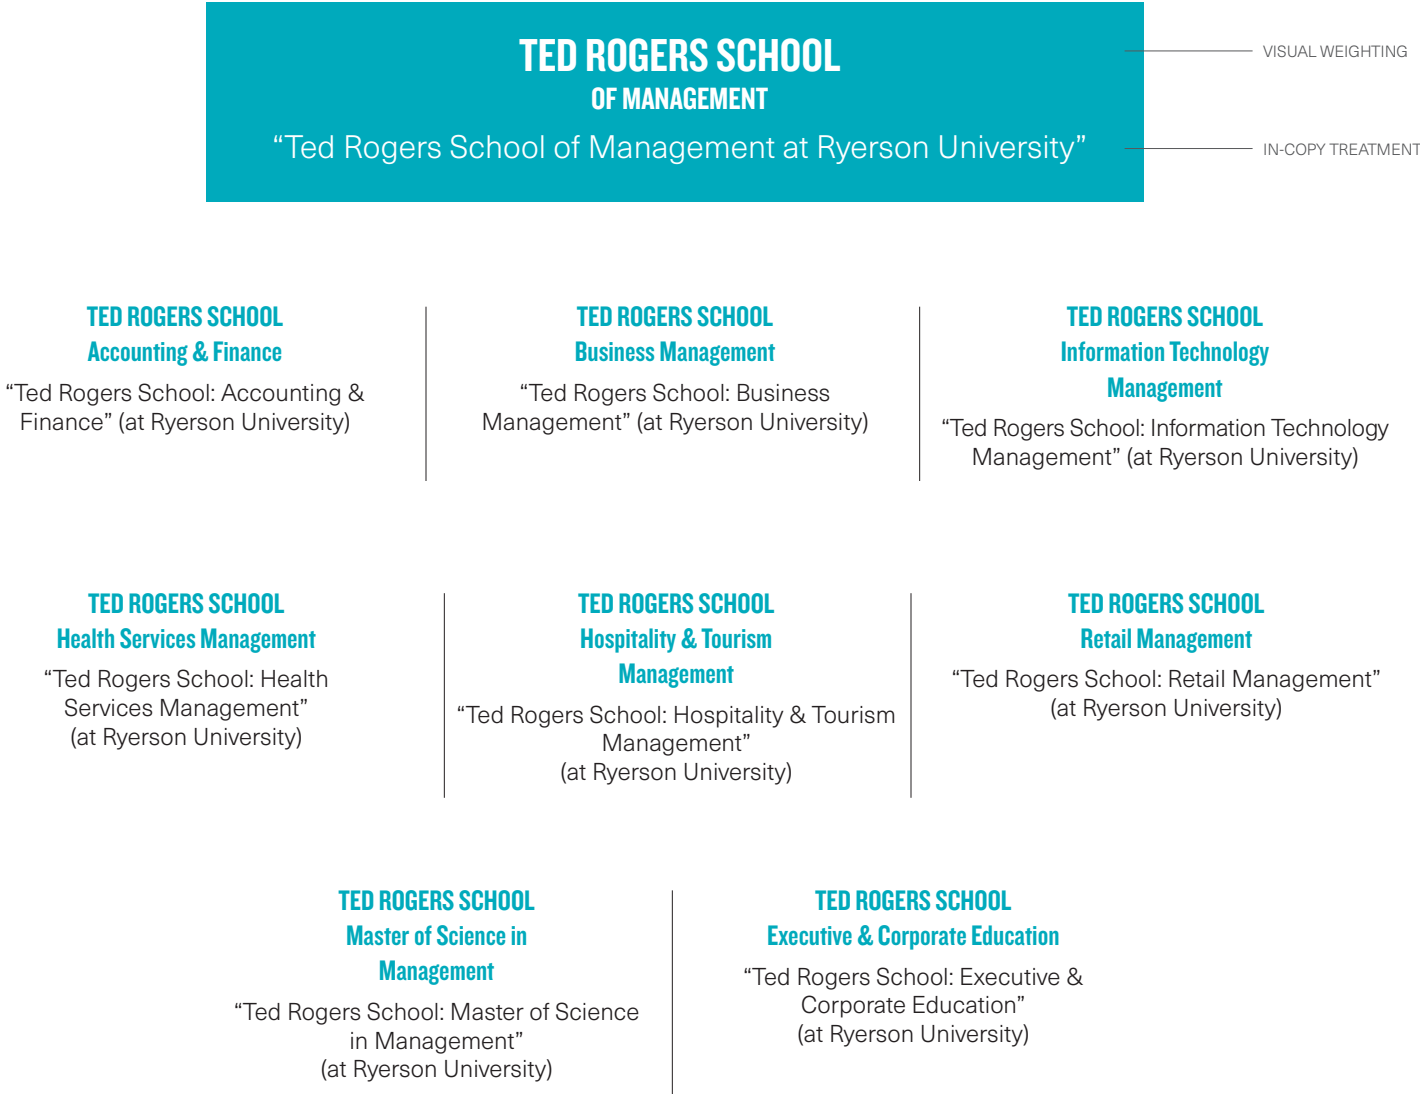 TED ROGERS SCHOOL
OF MANAGEMENT
“Ted Rogers School of Management at Ryerson University”
VISUAL WEIGHTING
IN-COPY TREATMENT
TED ROGERS SCHOOL
Accounting & Finance
“Ted Rogers School: Accounting &
Finance” (at Ryerson University)
TED ROGERS SCHOOL
Business Management
“Ted Rogers School: Business
Management” (at Ryerson University)
TED ROGERS SCHOOL
Information Technology
Management
“Ted Rogers School: Information Technology
Management” (at Ryerson University)
TED ROGERS SCHOOL
Health Services Management
“Ted Rogers School: Health
Services Management”
(at Ryerson University)
TED ROGERS SCHOOL
Hospitality & Tourism
Management
“Ted Rogers School: Hospitality & Tourism
Management”
(at Ryerson University)
TED ROGERS SCHOOL
Retail Management
“Ted Rogers School: Retail Management”
(at Ryerson University)
TED ROGERS SCHOOL
Master of Science in
Management
“Ted Rogers School: Master of Science
in Management”
(at Ryerson University)
TED ROGERS SCHOOL
Executive & Corporate Education
“Ted Rogers School: Executive &
Corporate Education”
(at Ryerson University)